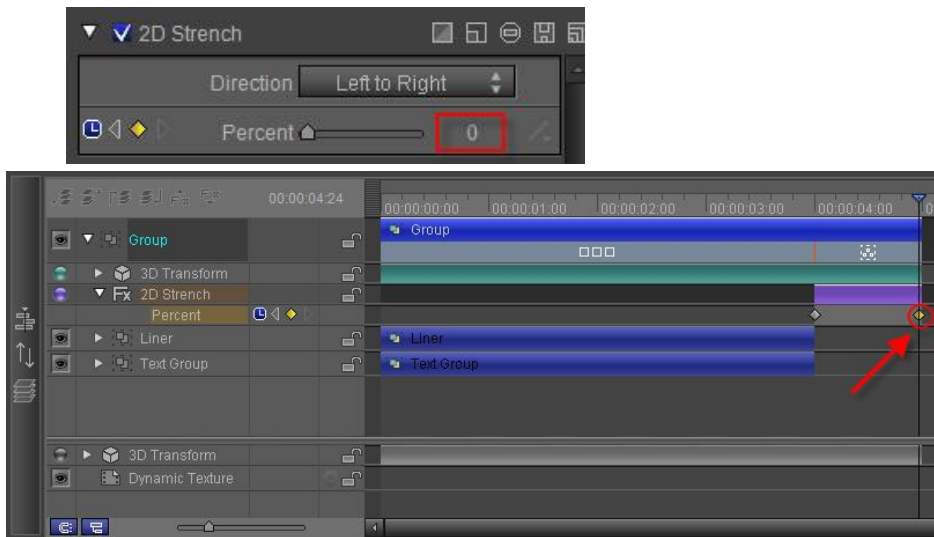 2D Strench
Direction Left to Right
Percent 0
00:00:04:24 00:00:00:00 00:00:01:00 00:00:02:00 00:00:03:00 00:00:04:00
Group Group
3D Transform
Fx 2D Strench
Percent
Liner Liner
Text Group Text Group
3D Transform
Dynamic Texture